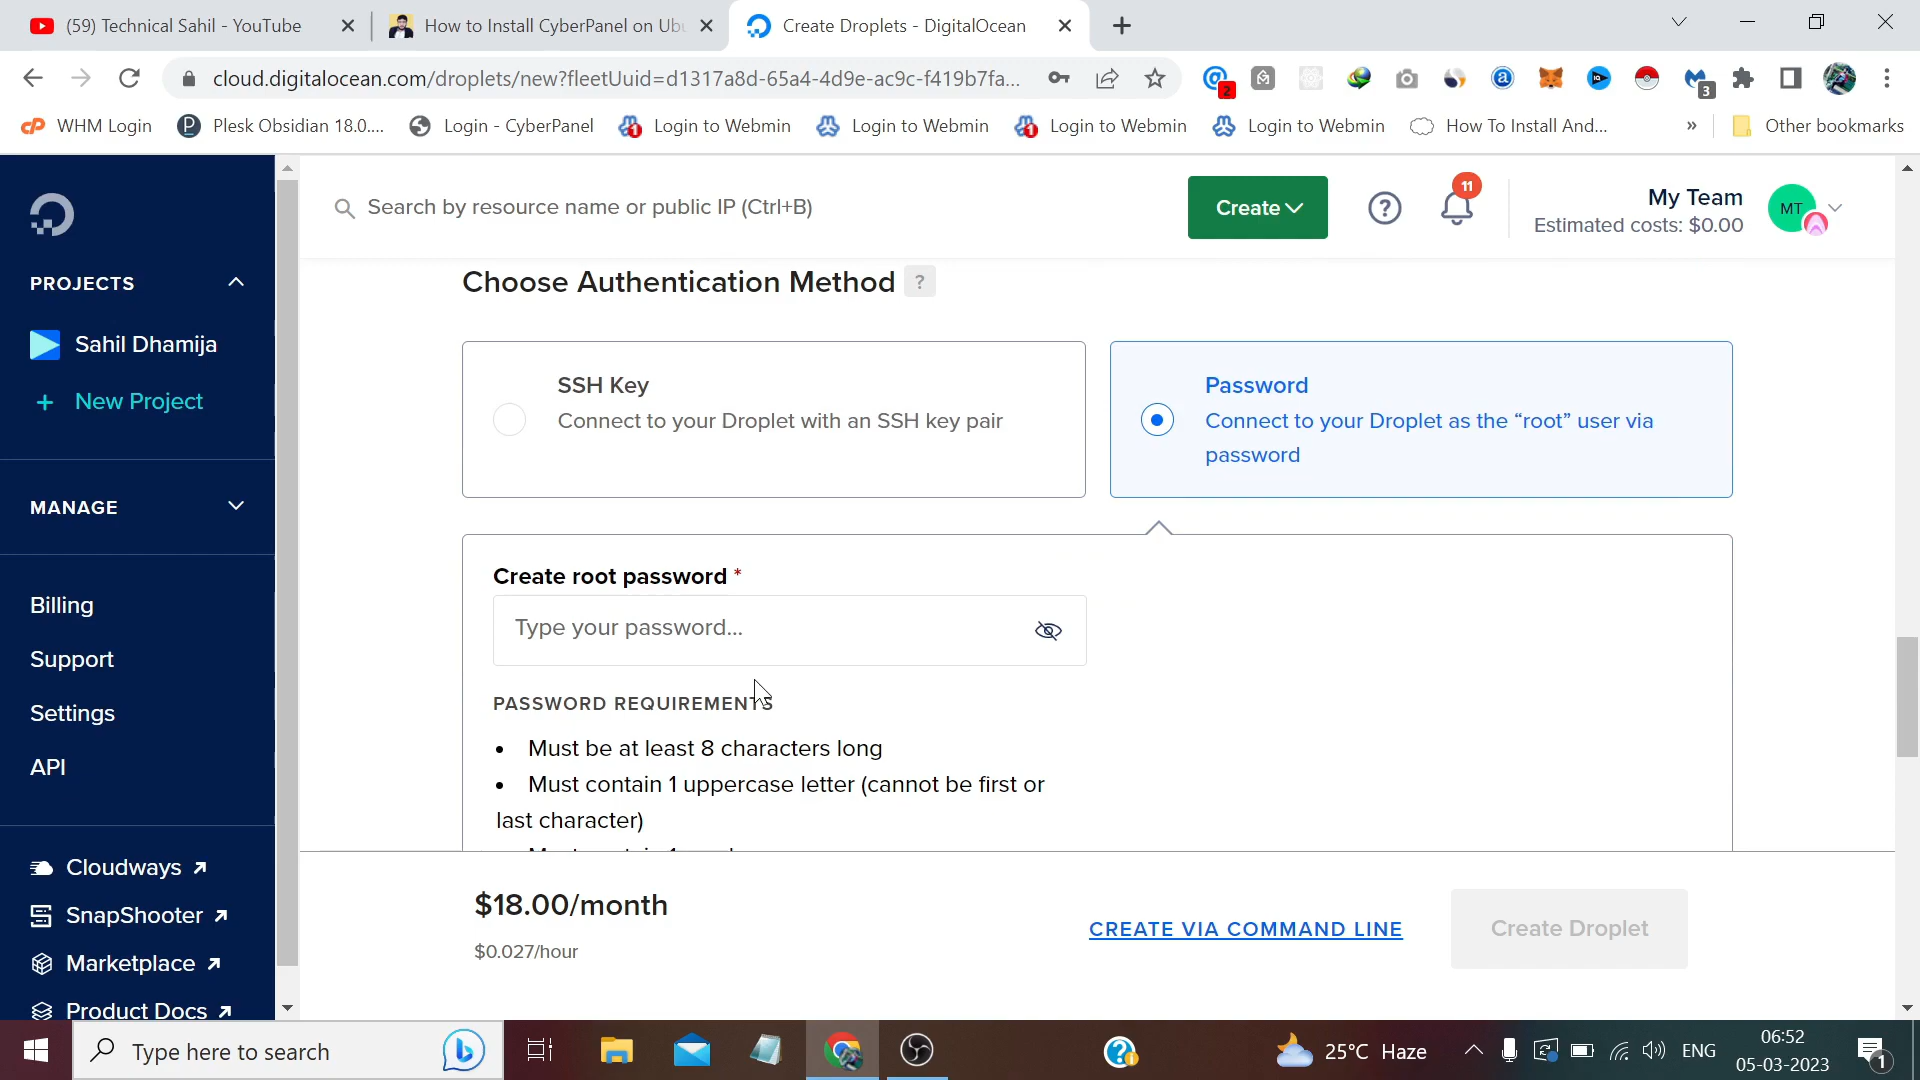 (59) Technical Sahil - YouTube
How to Install CyberPanel on Ubu
Create Droplets - DigitalOcean
cloud.digitalocean.com/droplets/new?fleetUuid=d1317a8d-65a4-4d9e-ac9c-f419b7fa...
2
3
WHM Login
Plesk Obsidian 18.0....
Login - CyberPanel
Login to Webmin
Login to Webmin
Login to Webmin
Login to Webmin
How To Install And...
»
Other bookmarks
Search by resource name or public IP (Ctrl+B)
Create
11
My Team
Estimated costs: $0.00
MT
PROJECTS
Sahil Dhamija
+ New Project
MANAGE
Billing
Support
Settings
API
Cloudways
SnapShooter
Marketplace
Product Docs
Choose Authentication Method ?
SSH Key
Connect to your Droplet with an SSH key pair
Password
Connect to your Droplet as the “root” user via
password
Create root password *
Type your password...
PASSWORD REQUIREMENTS
• Must be at least 8 characters long
• Must contain 1 uppercase letter (cannot be first or
last character)
$18.00/month
$0.027/hour
CREATE VIA COMMAND LINE
Create Droplet
Type here to search
25°C Haze
ENG
06:52
05-03-2023
1